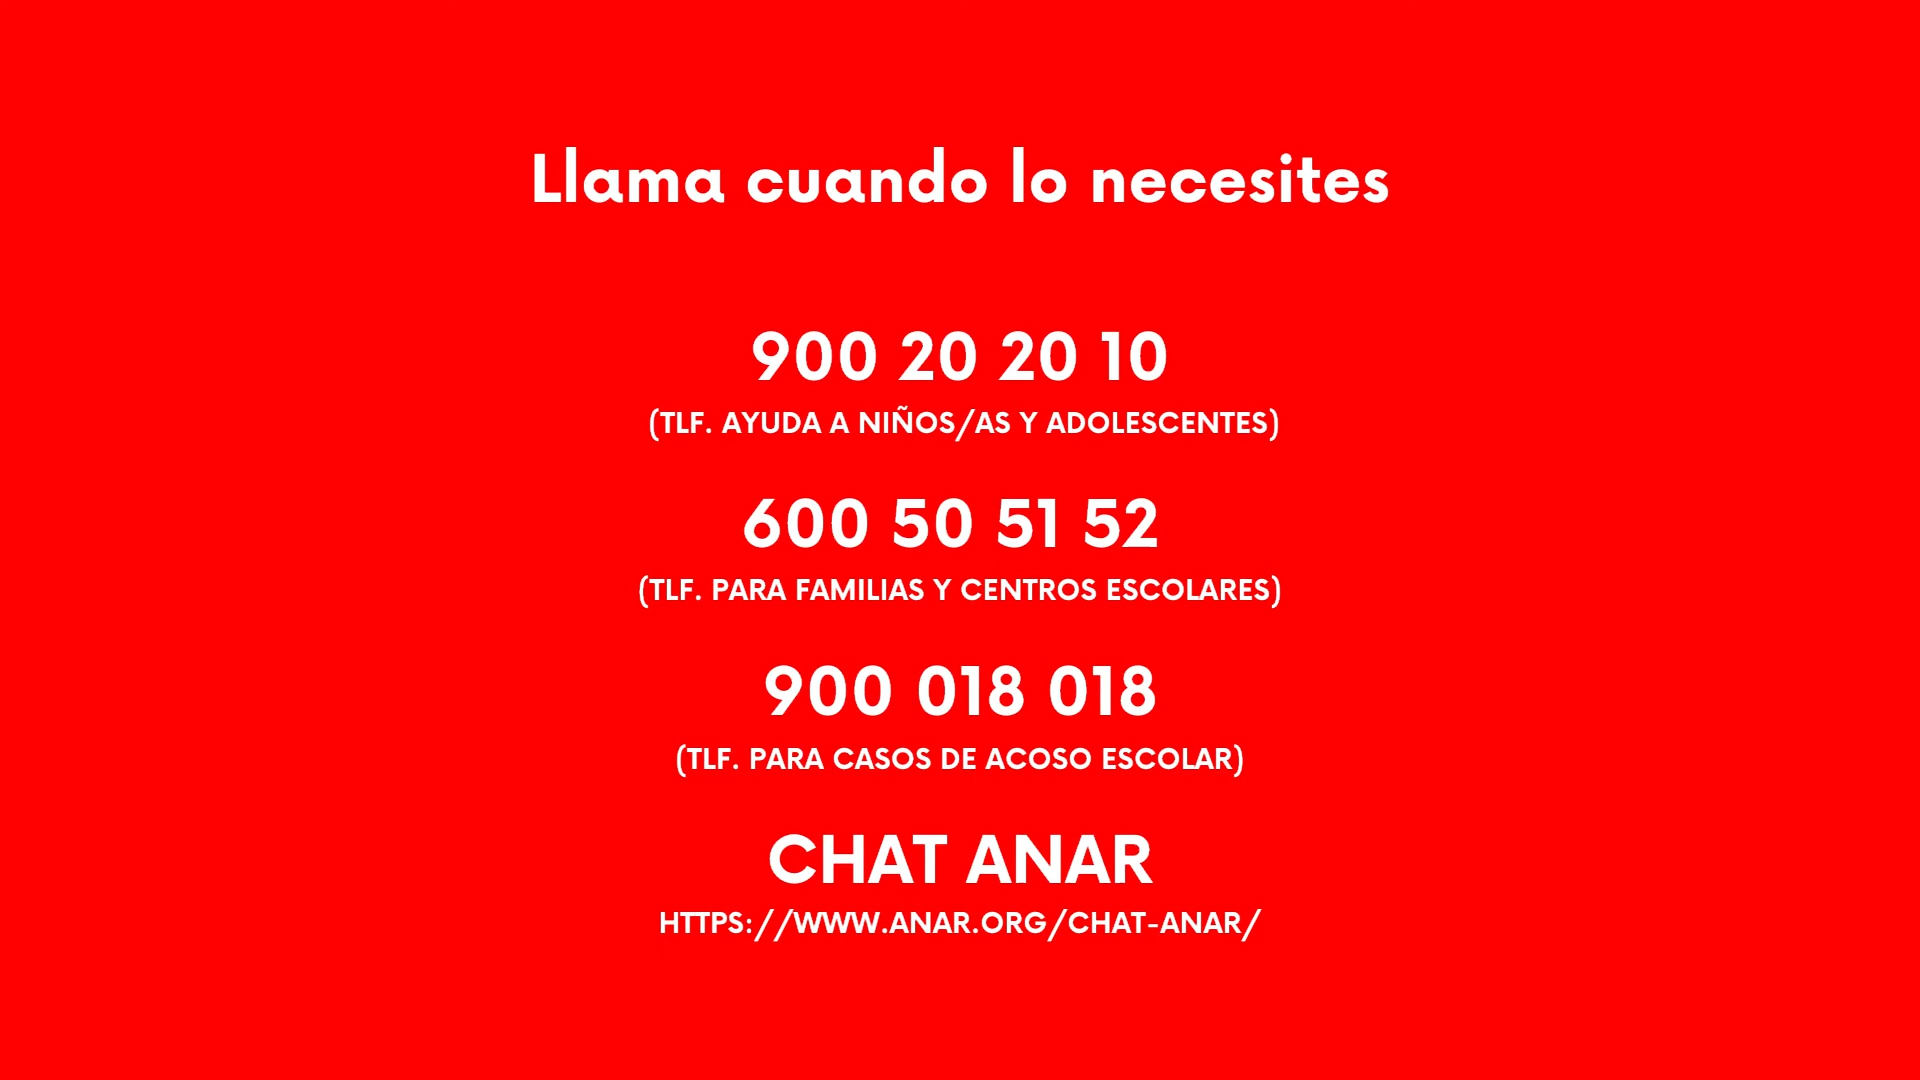 Llama cuando lo necesites
900 20 20 10
(TLF. AYUDA A NIÑOS/AS Y ADOLESCENTES)
600 50 51 52
(TLF. PARA FAMILIAS Y CENTROS ESCOLARES)
900 018 018
(TLF. PARA CASOS DE ACOSO ESCOLAR)
CHAT ANAR
HTTPS://WWW.ANAR.ORG/CHAT-ANAR/